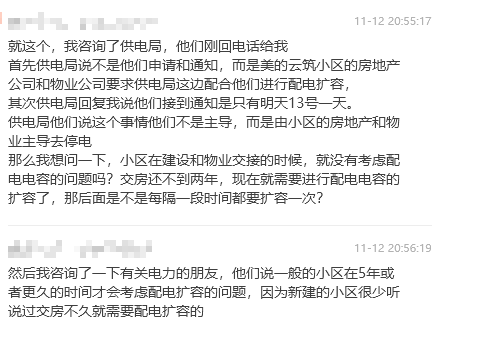 11-12 20:55:17
就这个，我咨询了供电局，他们刚回电话给我
首先供电局说不是他们申请和通知，而是美的云筑小区的房地产
公司和物业公司要求供电局这边配合他们进行配电扩容，
其次供电局回复我说他们接到通知是只有明天13号一天。
供电局他们说这个事情他们不是主导，而是由小区的房地产和物
业主导去停电
那么我想问一下，小区在建设和物业交接的时候，就没有考虑配
电电容的问题吗？交房还不到两年，现在就需要进行配电电容的
扩容了，那后面是不是每隔一段时间都要扩容一次？
11-12 20:56:19
然后我咨询了一下有关电力的朋友，他们说一般的小区在5年或
者更久的时间才会考虑配电扩容的问题，因为新建的小区很少听
说过交房不久就需要配电扩容的